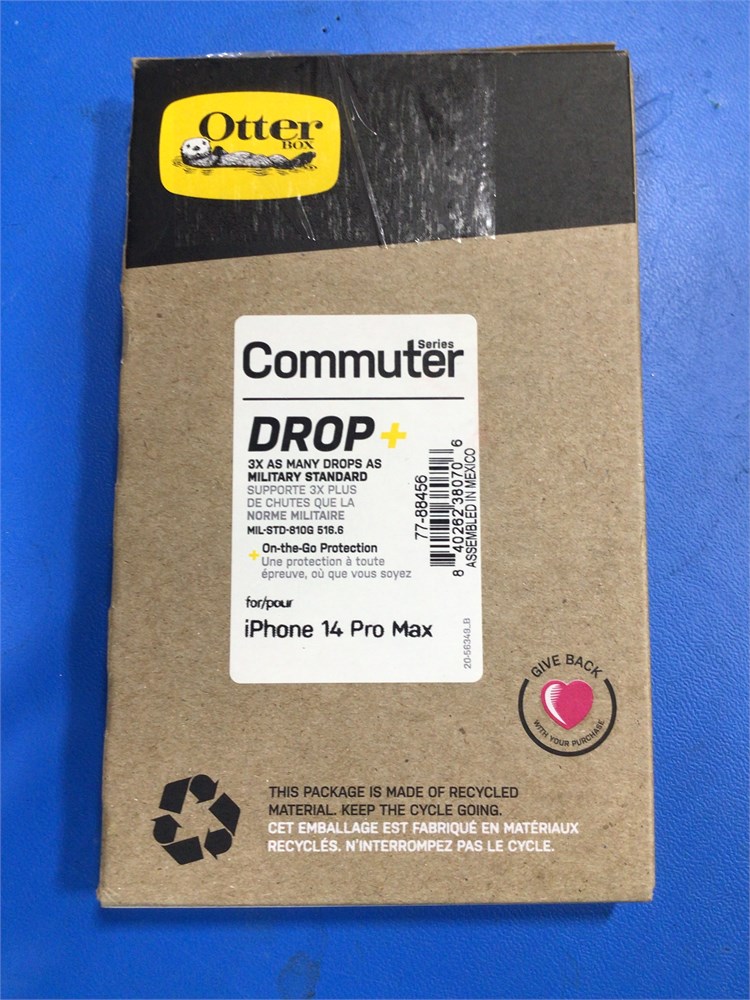 Otter
BOX
Commuter Series
DROP+
3X AS MANY DROPS AS
MILITARY STANDARD
SUPPORTE 3X PLUS
DE CHUTES QUE LA
NORME MILITAIRE
MIL-STD-810G 516.6
+ On-the-Go Protection
Une protection à toute
épreuve, où que vous soyez
for/pour
iPhone 14 Pro Max
77-88456
8 40262 38070 6
ASSEMBLED IN MEXICO
20-56349_B
GIVE BACK
WITH YOUR PURCHASE
THIS PACKAGE IS MADE OF RECYCLED
MATERIAL. KEEP THE CYCLE GOING.
CET EMBALLAGE EST FABRIQUÉ EN MATÉRIAUX
RECYCLÉS. N'INTERROMPEZ PAS LE CYCLE.